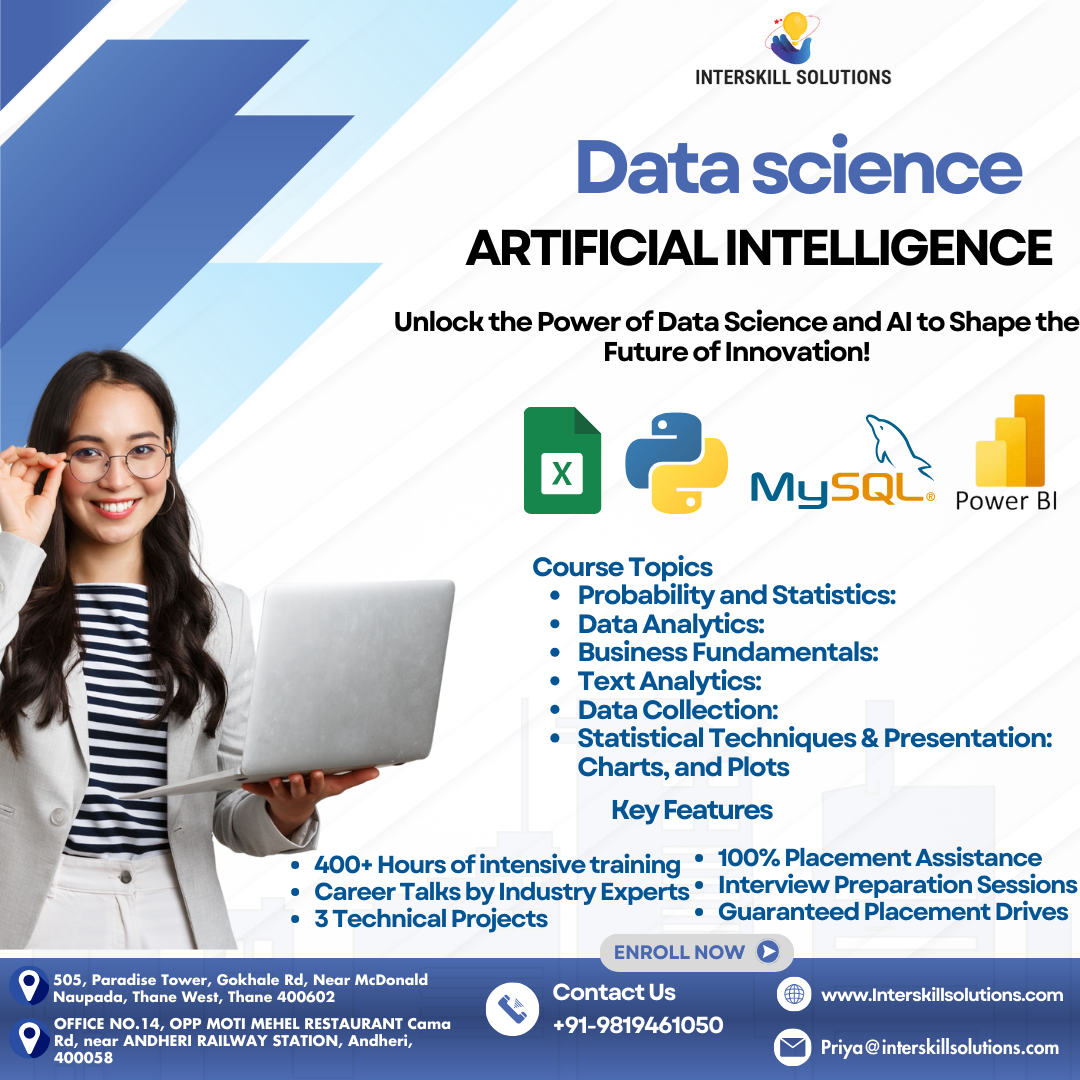 INTERSKILL SOLUTIONS
Data science
ARTIFICIAL INTELLIGENCE
Unlock the Power of Data Science and AI to Shape the
Future of Innovation!
X
MySQL®
Power BI
Course Topics
• Probability and Statistics:
• Data Analytics:
• Business Fundamentals:
• Text Analytics:
• Data Collection:
• Statistical Techniques & Presentation:
Charts, and Plots
Key Features
• 400+ Hours of intensive training
• Career Talks by Industry Experts
• 3 Technical Projects
• 100% Placement Assistance
• Interview Preparation Sessions
• Guaranteed Placement Drives
ENROLL NOW
505, Paradise Tower, Gokhale Rd, Near McDonald
Naupada, Thane West, Thane 400602
OFFICE NO.14, OPP MOTI MEHEL RESTAURANT Cama
Rd, near ANDHERI RAILWAY STATION, Andheri,
400058
Contact Us
+91-9819461050
www.Interskillsolutions.com
Priya@interskillsolutions.com